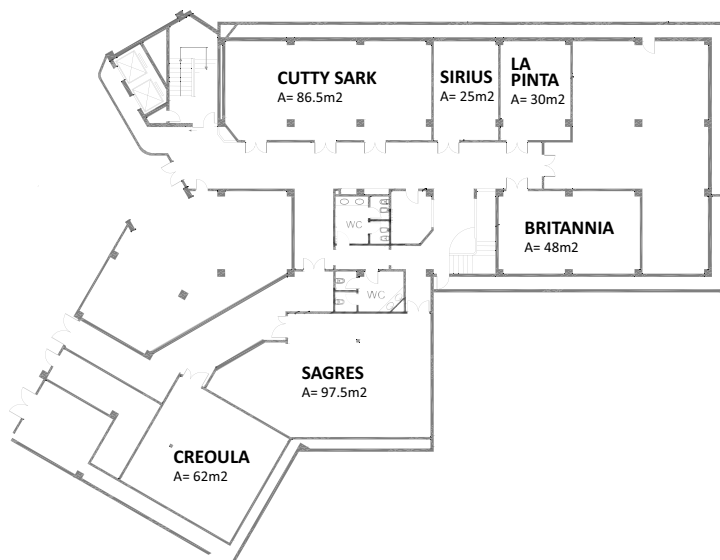 CUTTY SARK
A= 86.5m2
SIRIUS
A= 25m2
LA
PINTA
A= 30m2
WC
BRITANNIA
A= 48m2
WC
SAGRES
A= 97.5m2
CREOULA
A= 62m2